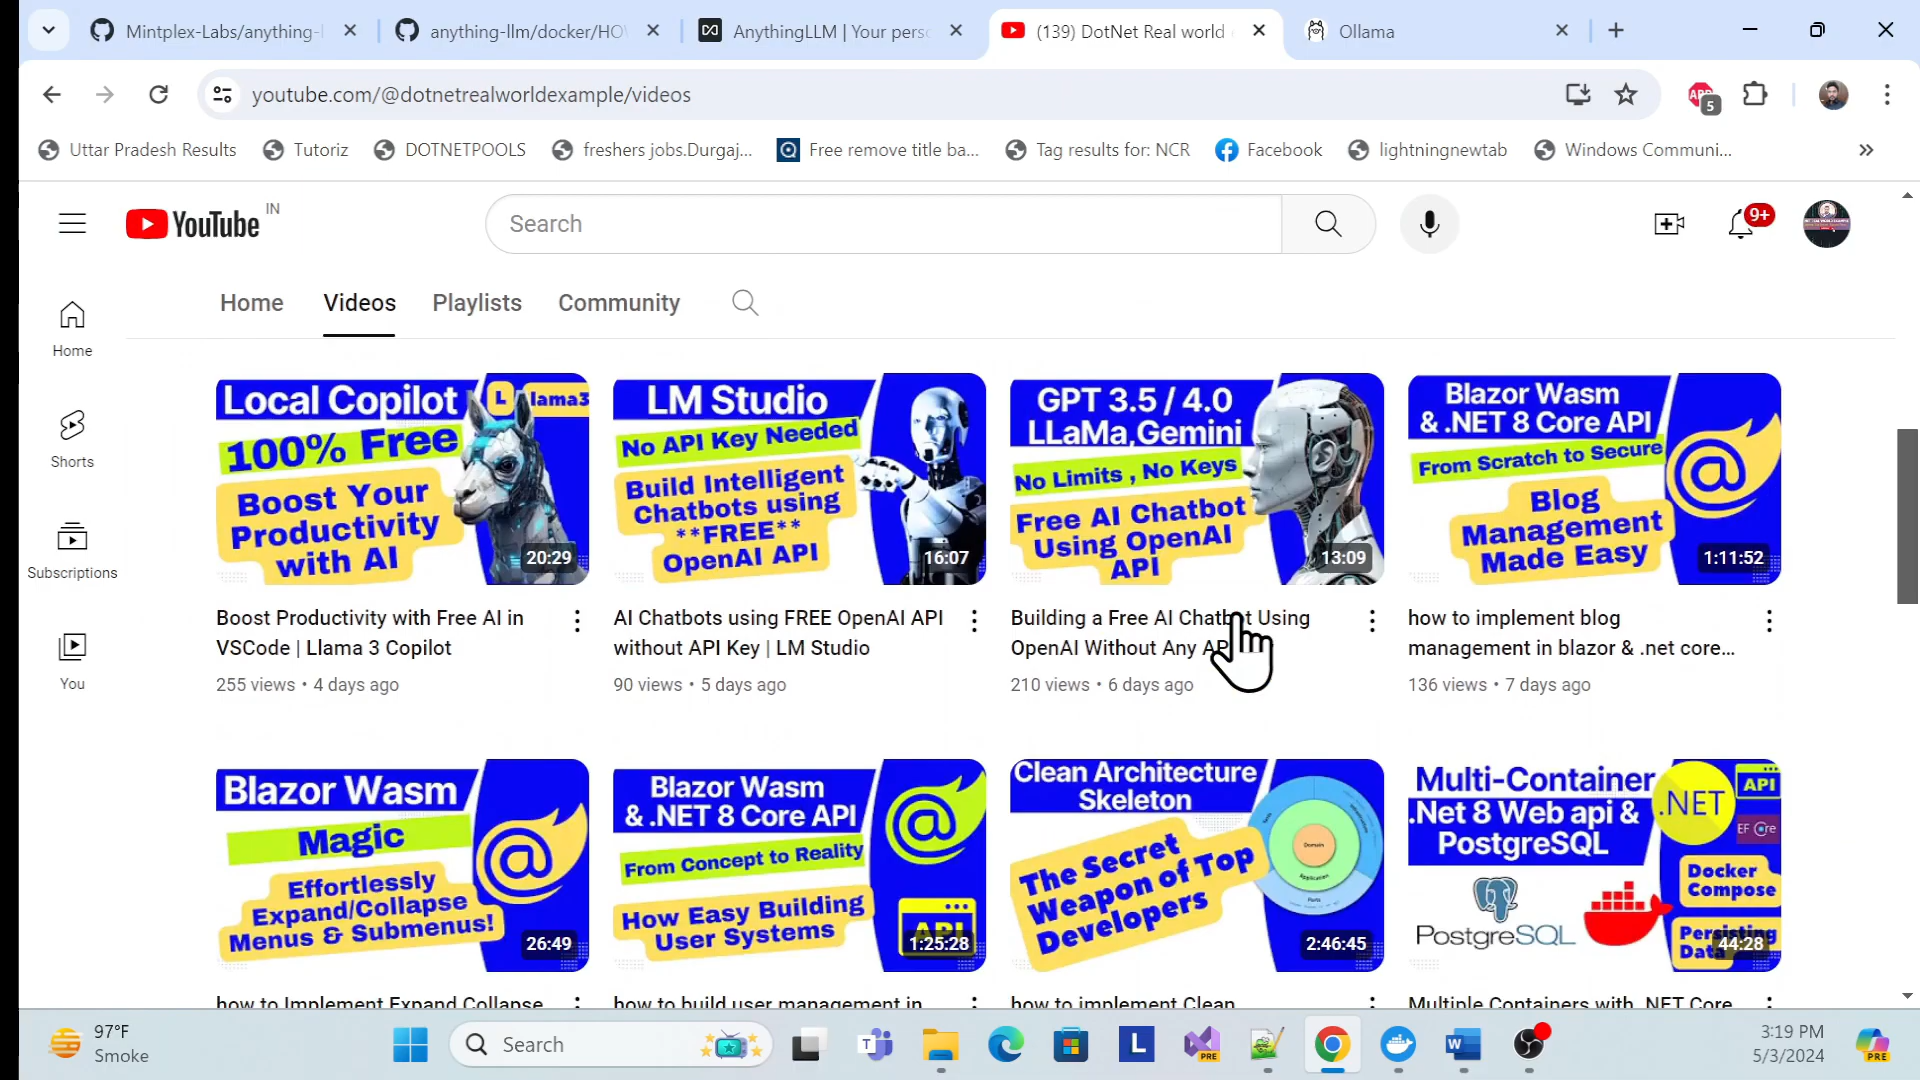 Mintplex-Labs/anything-l
anything-llm/docker/HO
AnythingLLM | Your perso
(139) DotNet Real world
Ollama
youtube.com/@dotnetrealworldexample/videos
5
Uttar Pradesh Results
Tutoriz
DOTNETPOOLS
freshers jobs.Durgaj...
Free remove title ba...
Tag results for: NCR
Facebook
lightningnewtab
Windows Communi...
YouTube IN
Search
9+
Home
Videos
Playlists
Community
Home
Shorts
Subscriptions
You
Local Copilot
L lama3
100% Free
Boost Your
Productivity
with AI
20:29
LM Studio
No API Key Needed
Build Intelligent
Chatbots using
**FREE**
OpenAI API
16:07
GPT 3.5 / 4.0
LLaMa,Gemini
No Limits , No Keys
Free AI Chatbot
Using OpenAI
API
13:09
Blazor Wasm
& .NET 8 Core API
From Scratch to Secure
Blog
Management
Made Easy
1:11:52
Boost Productivity with Free AI in
VSCode | Llama 3 Copilot
255 views • 4 days ago
AI Chatbots using FREE OpenAI API
without API Key | LM Studio
90 views • 5 days ago
Building a Free AI Chatbot Using
OpenAI Without Any AP
210 views • 6 days ago
how to implement blog
management in blazor & .net core...
136 views • 7 days ago
Blazor Wasm
Magic
Effortlessly
Expand/Collapse
Menus & Submenus!
26:49
Blazor Wasm
& .NET 8 Core API
From Concept to Reality
How Easy Building
User Systems
API
1:25:28
Clean Architecture
Skeleton
The Secret
Weapon of Top
Developers
Domain
Application
2:46:45
Multi-Container
.Net 8 Web api &
PostgreSQL
.NET
API
EF Core
PostgreSQL
Docker
Compose
Persisting
Data
44:28
how to Implement Expand Collapse
how to build user management in
how to implement Clean
Multiple Containers with .NET Core
97°F
Smoke
Search
L
PRE
W
3:19 PM
5/3/2024
PRE